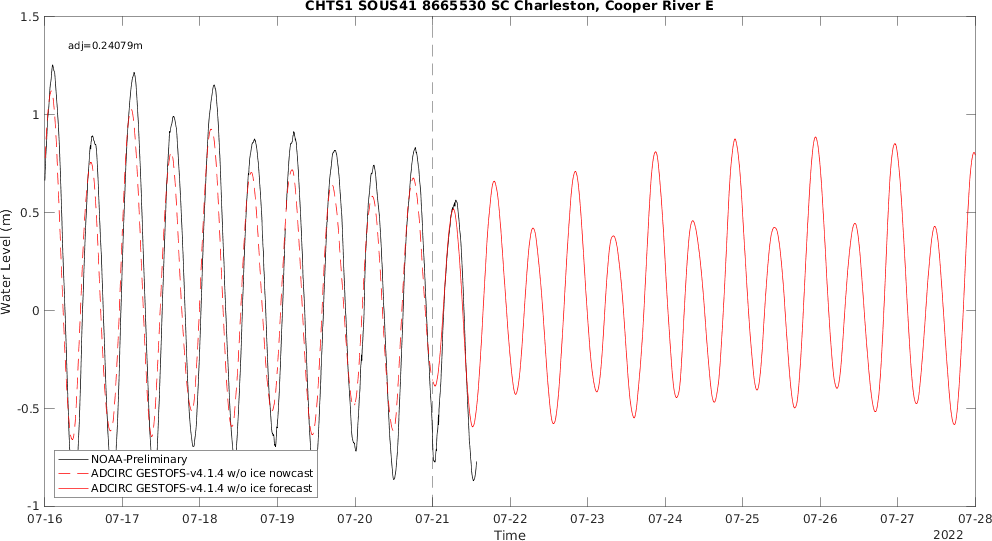 CHTS1 SOUS41 8665530 SC Charleston, Cooper River E
adj=0.24079m
1.5
1
0.5
0
-0.5
-1
Water Level (m)
NOAA-Preliminary
ADCIRC GESTOFS-v4.1.4 w/o ice nowcast
ADCIRC GESTOFS-v4.1.4 w/o ice forecast
07-16 07-17 07-18 07-19 07-20 07-21 07-22 07-23 07-24 07-25 07-26 07-27 07-28
Time
2022